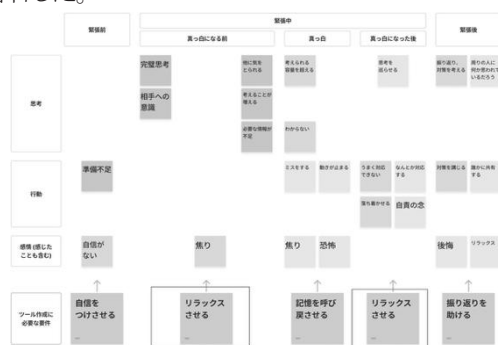 緊張前
緊張中
緊張後
真っ白になる前
真っ白
真っ白になった後
思考
完璧思考
他に気を
とられる
考えられる
容量を超える
思考を
巡らせる
振り返り、
対策を考える
周りの人に
何か思われて
いるだろう
相手への
意識
考えることが
増える
必要な情報が
不足
わからない
行動
準備不足
ミスをする
動きが止まる
うまく対応
できない
なんとか対応
する
対策を講じる
誰かに共有
する
落ち着かせる
自責の念
感情 (感じた
ことも含む)
自信が
ない
焦り
焦り
恐怖
後悔
リラックス
ツール作成に
必要な要件
自信を
つけさせる
リラックス
させる
記憶を呼び
戻させる
リラックス
させる
振り返りを
助ける